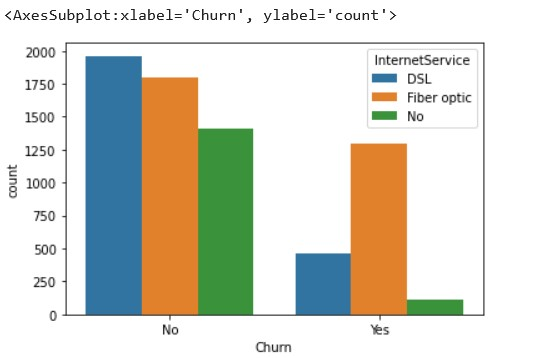 <AxesSubplot:xlabel='Churn', ylabel='count'>
2000
1750
1500
1250
1000
750
500
250
0
count
InternetService
DSL
Fiber optic
No
No
Yes
Churn